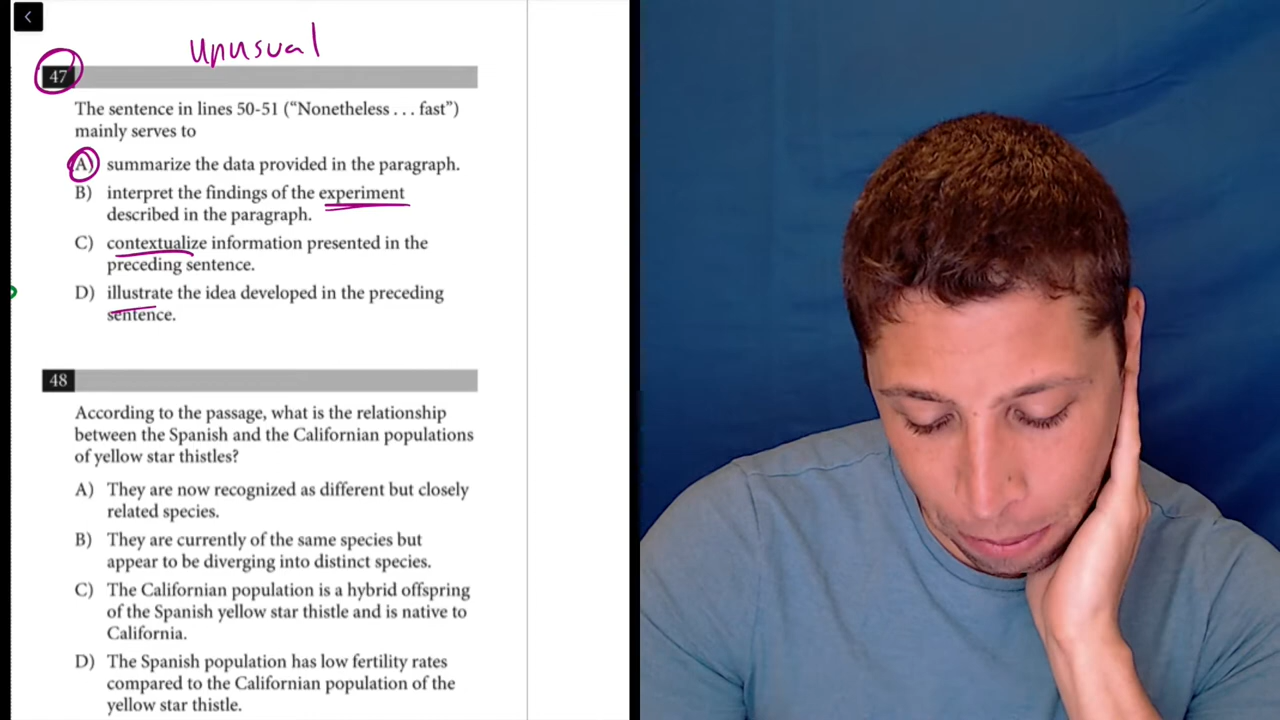 unusual
47
The sentence in lines 50-51 (“Nonetheless . . . fast”)
mainly serves to
A) summarize the data provided in the paragraph.
B) interpret the findings of the experiment
described in the paragraph.
C) contextualize information presented in the
preceding sentence.
D) illustrate the idea developed in the preceding
sentence.
48
According to the passage, what is the relationship
between the Spanish and the Californian populations
of yellow star thistles?
A) They are now recognized as different but closely
related species.
B) They are currently of the same species but
appear to be diverging into distinct species.
C) The Californian population is a hybrid offspring
of the Spanish yellow star thistle and is native to
California.
D) The Spanish population has low fertility rates
compared to the Californian population of the
yellow star thistle.